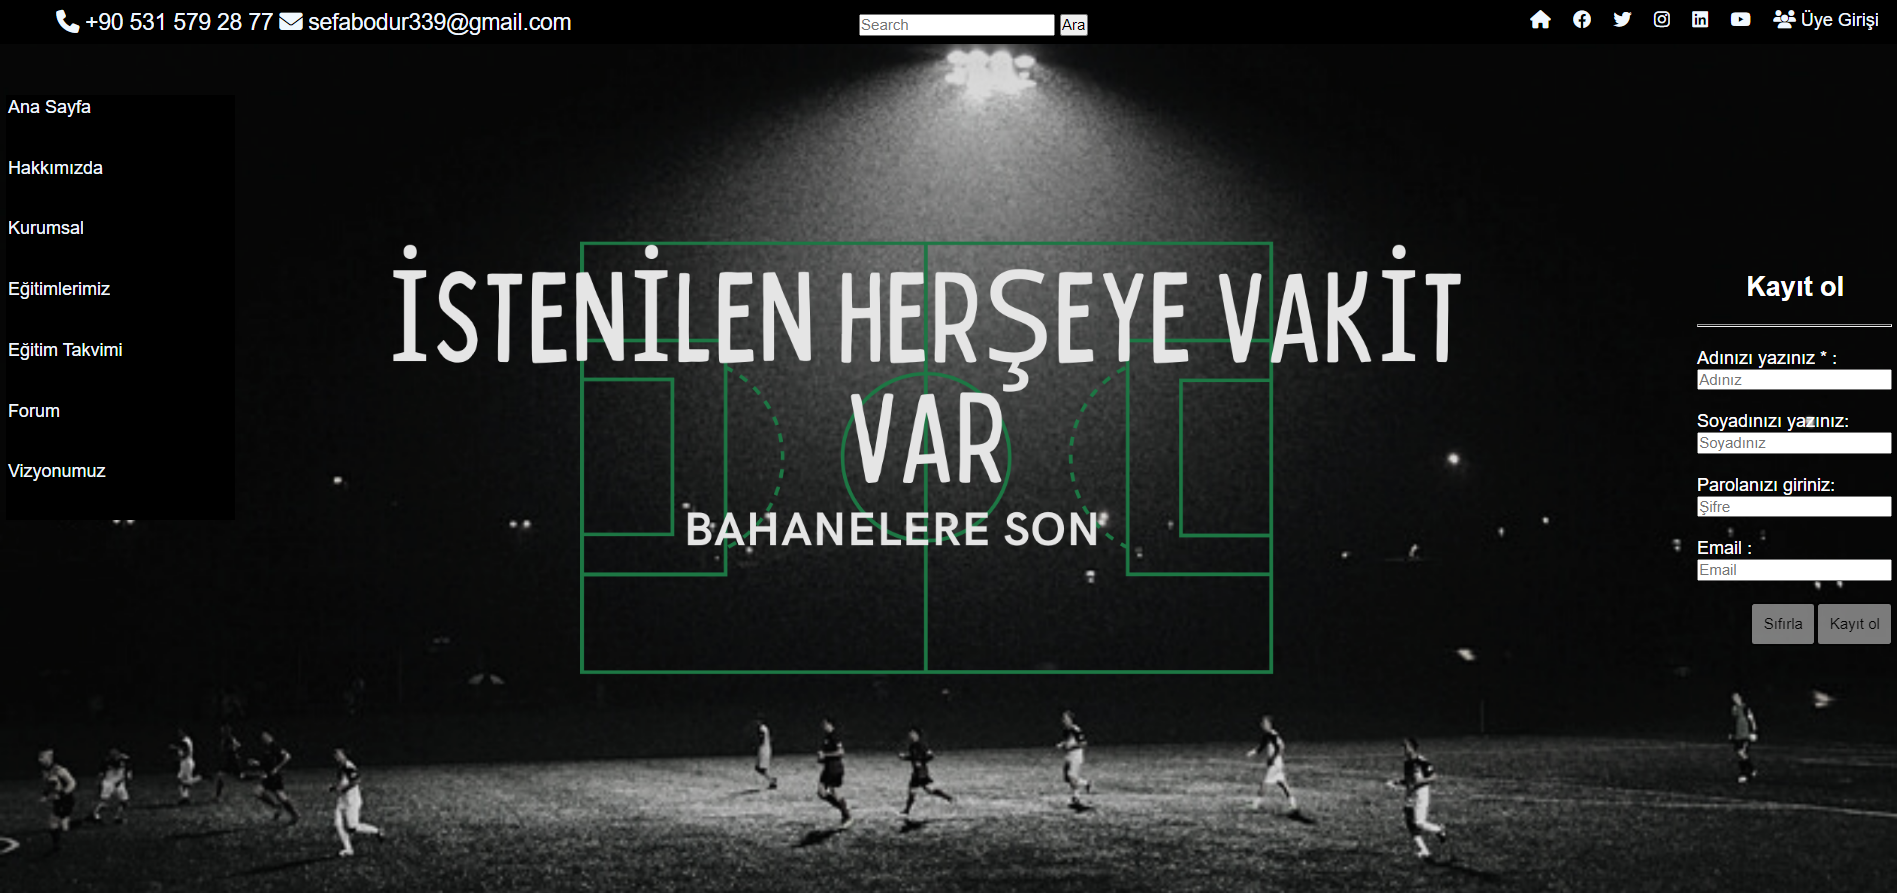 +90 531 579 28 77 sefabodur339@gmail.com
Search Ara
Üye Girişi
Ana Sayfa
Hakkımızda
Kurumsal
Eğitimlerimiz
Eğitim Takvimi
Forum
Vizyonumuz
İSTENİLEN HERŞEYE VAKİT
VAR
BAHANELERE SON
Kayıt ol
Adınızı yazınız * :
Adınız
Soyadınızı yazınız:
Soyadınız
Parolanızı giriniz:
Şifre
Email :
Email
Sıfırla Kayıt ol